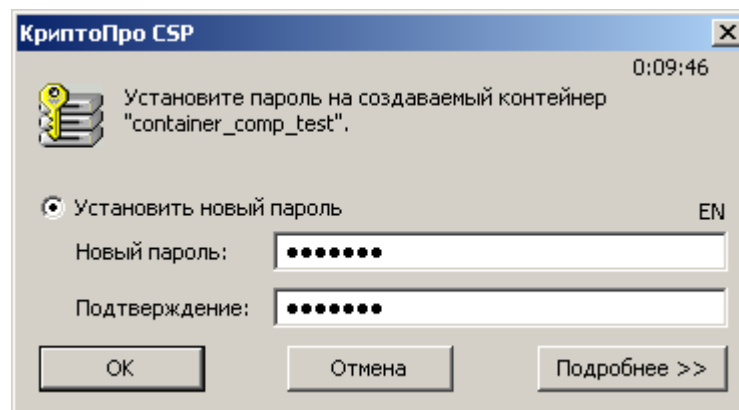 КриптоПро CSP
0:09:46
Установите пароль на создаваемый контейнер
"container_comp_test".
Установить новый пароль
EN
Новый пароль: ●●●●●●●
Подтверждение: ●●●●●●●
OK
Отмена
Подробнее >>